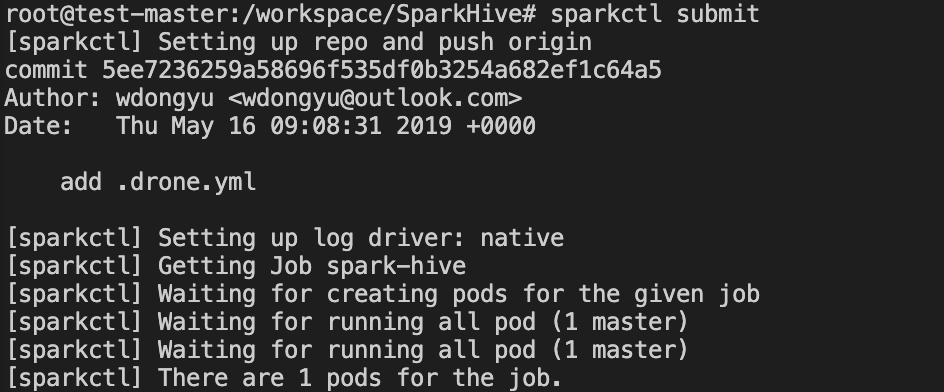 root@test-master:/workspace/SparkHive# sparkctl submit
[sparkctl] Setting up repo and push origin
commit 5ee7236259a58696f535df0b3254a682ef1c64a5
Author: wdongyu <wdongyu@outlook.com>
Date:   Thu May 16 09:08:31 2019 +0000
    add .drone.yml
[sparkctl] Setting up log driver: native
[sparkctl] Getting Job spark-hive
[sparkctl] Waiting for creating pods for the given job
[sparkctl] Waiting for running all pod (1 master)
[sparkctl] Waiting for running all pod (1 master)
[sparkctl] There are 1 pods for the job.